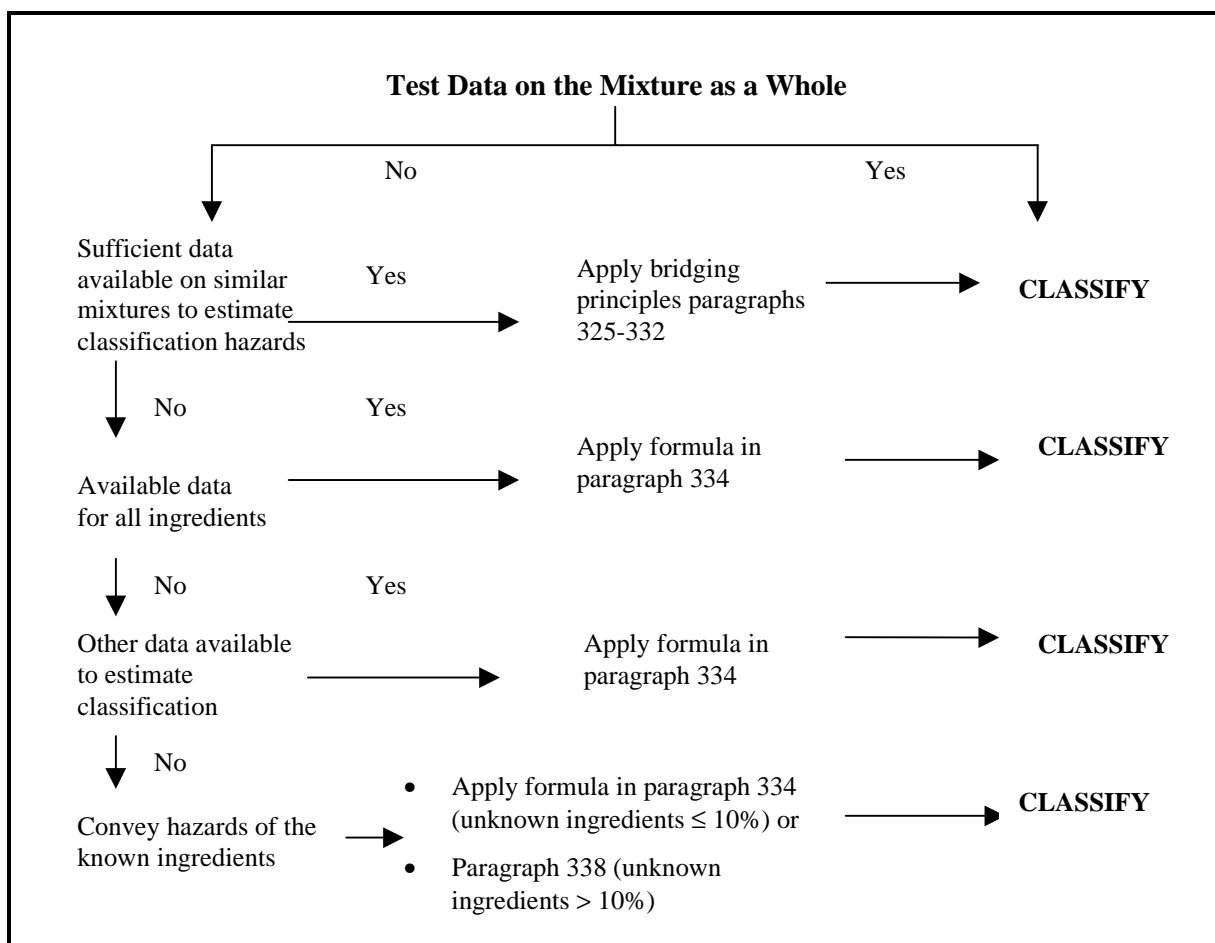 Test Data on the Mixture as a Whole
No
Yes
Sufficient data
available on similar
mixtures to estimate
classification hazards
Yes
Apply bridging
principles paragraphs
325-332
CLASSIFY
No
Yes
Available data
for all ingredients
Apply formula in
paragraph 334
CLASSIFY
No
Yes
Other data available
to estimate
classification
Apply formula in
paragraph 334
CLASSIFY
No
Convey hazards of the
known ingredients
• Apply formula in paragraph 334
(unknown ingredients ≤ 10%) or
• Paragraph 338 (unknown
ingredients > 10%)
CLASSIFY